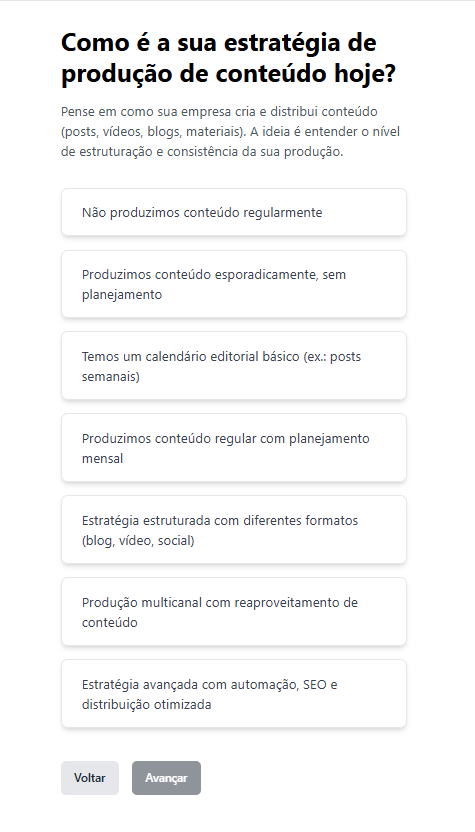 Como é a sua estratégia de
produção de conteúdo hoje?
Pense em como sua empresa cria e distribui conteúdo
(posts, vídeos, blogs, materiais). A ideia é entender o nível
de estruturação e consistência da sua produção.
Não produzimos conteúdo regularmente
Produzimos conteúdo esporadicamente, sem
planejamento
Temos um calendário editorial básico (ex.: posts
semanais)
Produzimos conteúdo regular com planejamento
mensal
Estratégia estruturada com diferentes formatos
(blog, vídeo, social)
Produção multicanal com reaproveitamento de
conteúdo
Estratégia avançada com automação, SEO e
distribuição otimizada
Voltar
Avançar